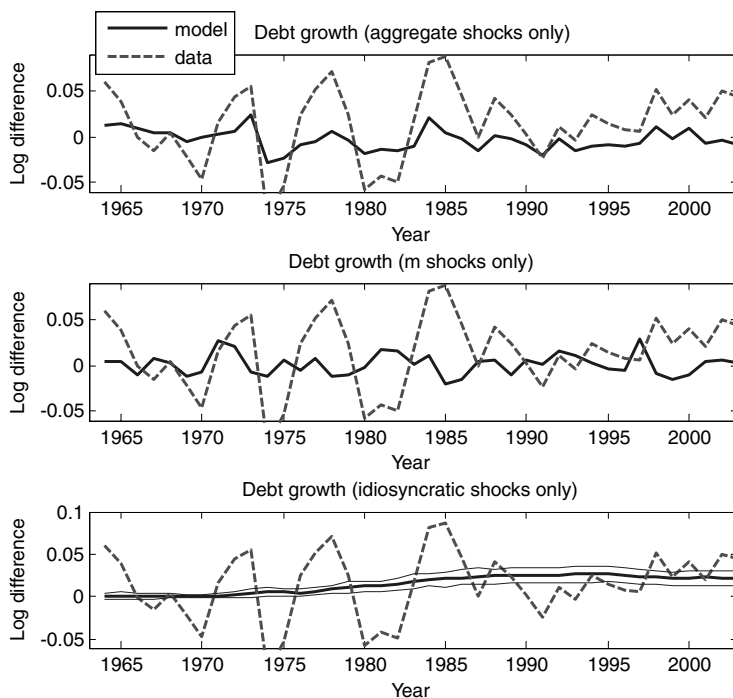 model
data
Debt growth (aggregate shocks only)
Log difference
0.05
0
-0.05
1965 1970 1975 1980 1985 1990 1995 2000
Year
Debt growth (m shocks only)
Log difference
0.05
0
-0.05
1965 1970 1975 1980 1985 1990 1995 2000
Year
Debt growth (idiosyncratic shocks only)
Log difference
0.1
0.05
0
-0.05
1965 1970 1975 1980 1985 1990 1995 2000
Year